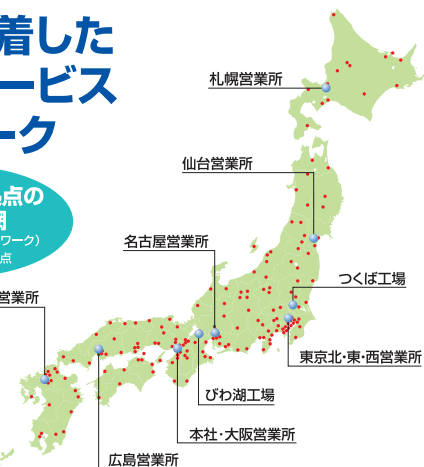 着した
ービス
ーク
点の
ワーク）
点
札幌営業所
仙台営業所
名古屋営業所
つくば工場
営業所
東京北・東・西営業所
びわ湖工場
本社・大阪営業所
広島営業所